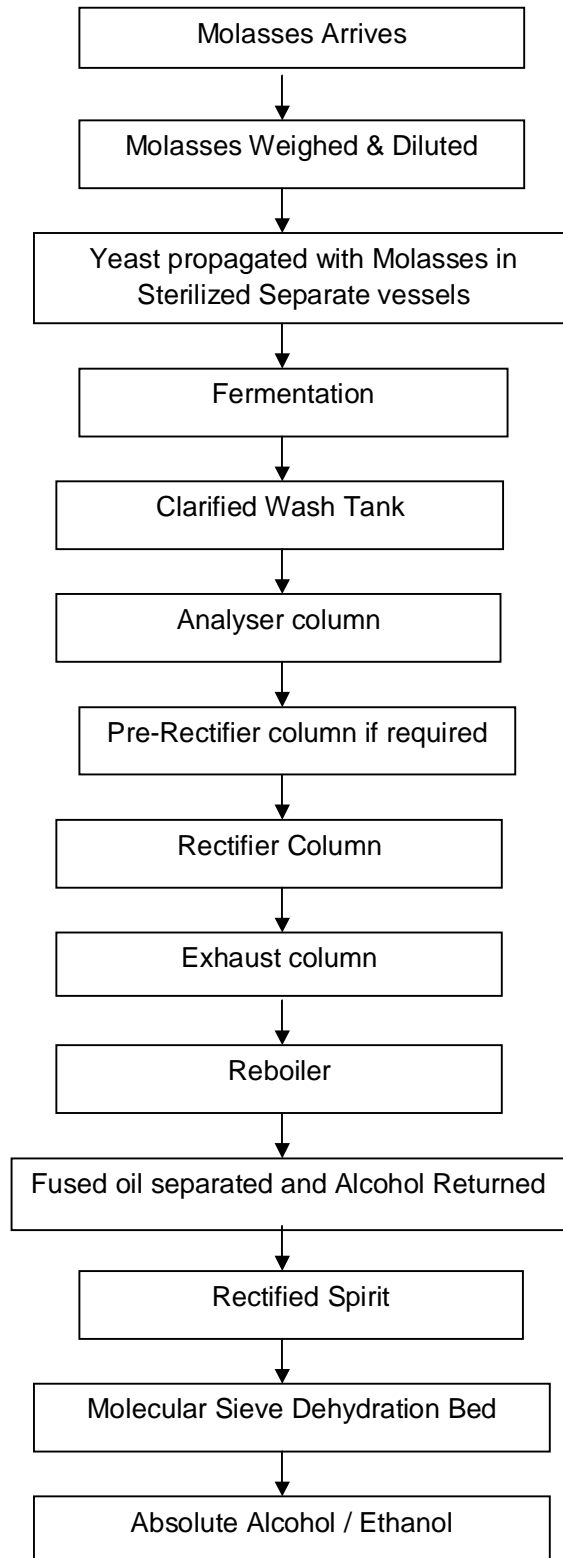 Molasses Arrives
Molasses Weighed & Diluted
Yeast propagated with Molasses in
Sterilized Separate vessels
Fermentation
Clarified Wash Tank
Analyser column
Pre-Rectifier column if required
Rectifier Column
Exhaust column
Reboiler
Fused oil separated and Alcohol Returned
Rectified Spirit
Molecular Sieve Dehydration Bed
Absolute Alcohol / Ethanol